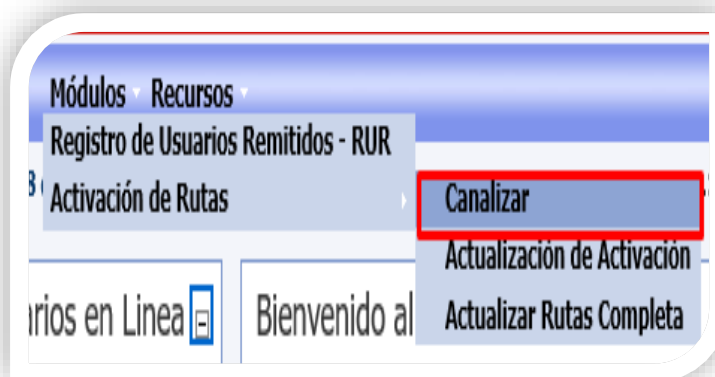 Módulos Recursos
Registro de Usuarios Remitidos - RUR
Activación de Rutas
Canalizar
Actualización de Activación
Actualizar Rutas Completa
arios en Linea
Bienvenido al